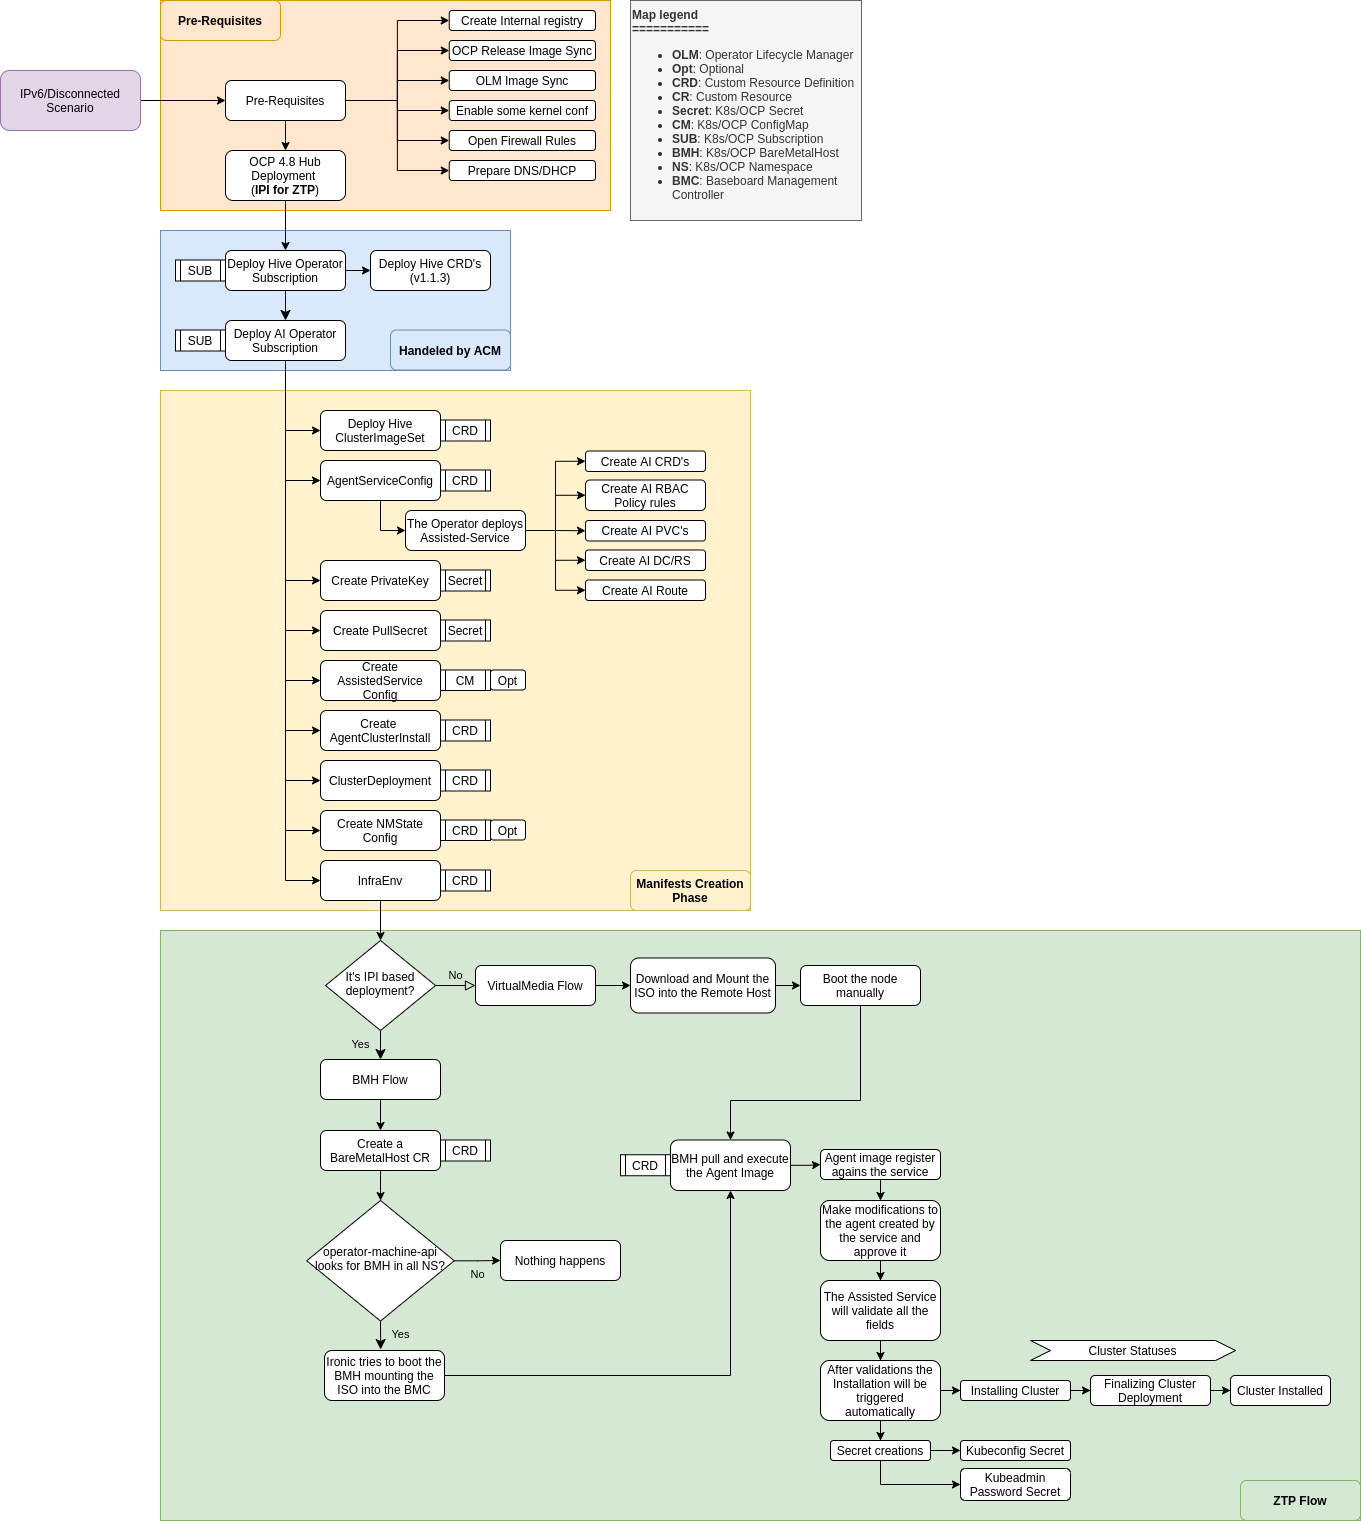 Pre-Requisites
Create Internal registry
OCP Release Image Sync
OLM Image Sync
Enable some kernel conf
Open Firewall Rules
Prepare DNS/DHCP
IPv6/Disconnected
Scenario
Pre-Requisites
OCP 4.8 Hub
Deployment
(IPI for ZTP)
Map legend
===========
• OLM: Operator Lifecycle Manager
• Opt: Optional
• CRD: Custom Resource Definition
• CR: Custom Resource
• Secret: K8s/OCP Secret
• CM: K8s/OCP ConfigMap
• SUB: K8s/OCP Subscription
• BMH: K8s/OCP BareMetalHost
• NS: K8s/OCP Namespace
• BMC: Baseboard Management
Controller
SUB
Deploy Hive Operator
Subscription
Deploy Hive CRD's
(v1.1.3)
SUB
Deploy AI Operator
Subscription
Handeled by ACM
Deploy Hive
ClusterImageSet
CRD
AgentServiceConfig
CRD
The Operator deploys
Assisted-Service
Create AI CRD's
Create AI RBAC
Policy rules
Create AI PVC's
Create AI DC/RS
Create AI Route
Create PrivateKey
Secret
Create PullSecret
Secret
Create
AssistedService
Config
CM
Opt
Create
AgentClusterInstall
CRD
ClusterDeployment
CRD
Create NMState
Config
CRD
Opt
InfraEnv
CRD
Manifests Creation
Phase
It's IPI based
deployment?
No
VirtualMedia Flow
Download and Mount the
ISO into the Remote Host
Boot the node
manually
Yes
BMH Flow
Create a
BareMetalHost CR
CRD
operator-machine-api
looks for BMH in all NS?
No
Nothing happens
Yes
Ironic tries to boot the
BMH mounting the
ISO into the BMC
CRD
BMH pull and execute
the Agent Image
Agent image register
agains the service
Make modifications to
the agent created by
the service and
approve it
The Assisted Service
will validate all the
fields
After validations the
Installation will be
triggered
automatically
Cluster Statuses
Installing Cluster
Finalizing Cluster
Deployment
Cluster Installed
Secret creations
Kubeconfig Secret
Kubeadmin
Password Secret
ZTP Flow